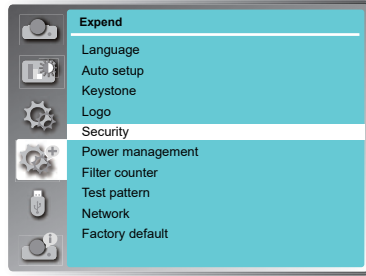 Expend
Language
Auto setup
Keystone
Logo
Security
Power management
Filter counter
Test pattern
Network
Factory default